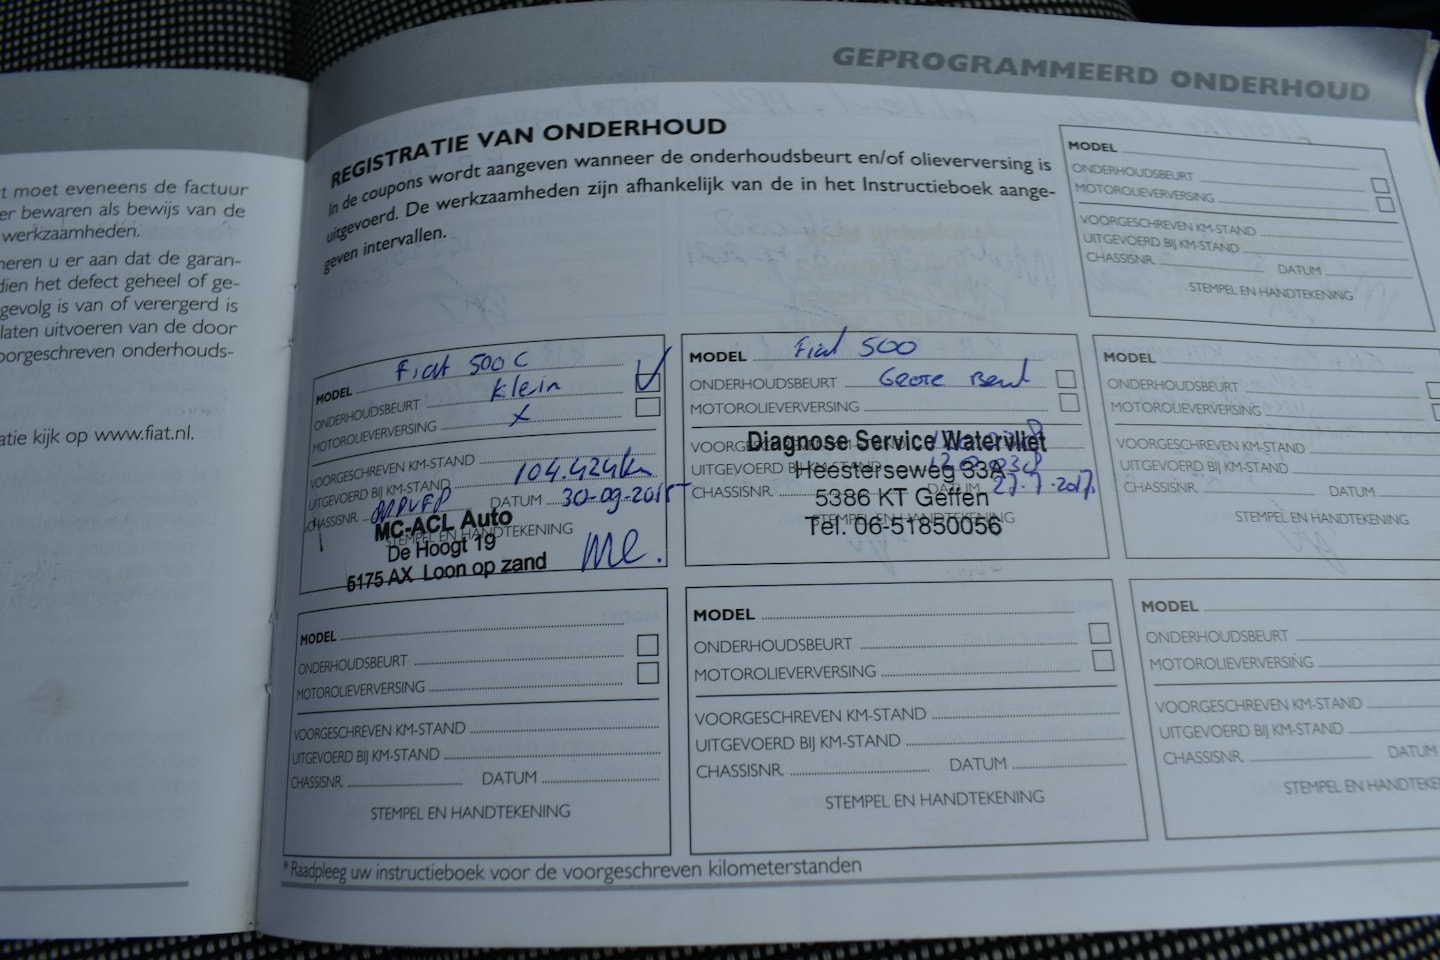 t moet eveneens de factuur
er bewaren als bewijs van de
werkzaamheden.
neren u er aan dat de garan-
dien het defect geheel of ge-
gevolg is van of verergerd is
laten uitvoeren van de door
oorgeschreven onderhouds-
atie kijk op www.fiat.nl.
GEPROGRAMMEERD ONDERHOUD
REGISTRATIE VAN ONDERHOUD
In de coupons wordt aangeven wanneer de onderhoudsbeurt en/of olieverversing is
uitgevoerd. De werkzaamheden zijn afhankelijk van de in het Instructieboek aange-
geven intervallen.
MODEL
ONDERHOUDSBEURT
MOTOROLIEVERVERSING
VOORGESCHREVEN KM-STAND
UITGEVOERD BIJ KM-STAND
CHASSISNR. DATUM
STEMPEL EN HANDTEKENING
MODEL Fiat 500 C
ONDERHOUDSBEURT Klein
MOTOROLIEVERVERSING X
VOORGESCHREVEN KM-STAND
UITGEVOERD BIJ KM-STAND 104.424km
CHASSISNR. DATUM 30-09-2015
STEMPEL EN HANDTEKENING
MC-ACL Auto
De Hoogt 19
5175 AX Loon op zand
MODEL Fiat 500
ONDERHOUDSBEURT Grote Beurt
MOTOROLIEVERVERSING
VOORGESCHREVEN KM-STAND
UITGEVOERD BIJ KM-STAND
CHASSISNR. DATUM 27.7.2017
STEMPEL EN HANDTEKENING
Diagnose Service Watervliet
Heesterseweg 33A
5386 KT Geffen
Tel. 06-51850056
MODEL
ONDERHOUDSBEURT
MOTOROLIEVERVERSING
VOORGESCHREVEN KM-STAND
UITGEVOERD BIJ KM-STAND
CHASSISNR. DATUM
STEMPEL EN HANDTEKENING
MODEL
ONDERHOUDSBEURT
MOTOROLIEVERVERSING
VOORGESCHREVEN KM-STAND
UITGEVOERD BIJ KM-STAND
CHASSISNR. DATUM
STEMPEL EN HANDTEKENING
MODEL
ONDERHOUDSBEURT
MOTOROLIEVERVERSING
VOORGESCHREVEN KM-STAND
UITGEVOERD BIJ KM-STAND
CHASSISNR. DATUM
STEMPEL EN HANDTEKENING
MODEL
ONDERHOUDSBEURT
MOTOROLIEVERVERSING
VOORGESCHREVEN KM-STAND
UITGEVOERD BIJ KM-STAND
CHASSISNR. DATUM
STEMPEL EN HANDTEKE
* Raadpleeg uw instructieboek voor de voorgeschreven kilometerstanden